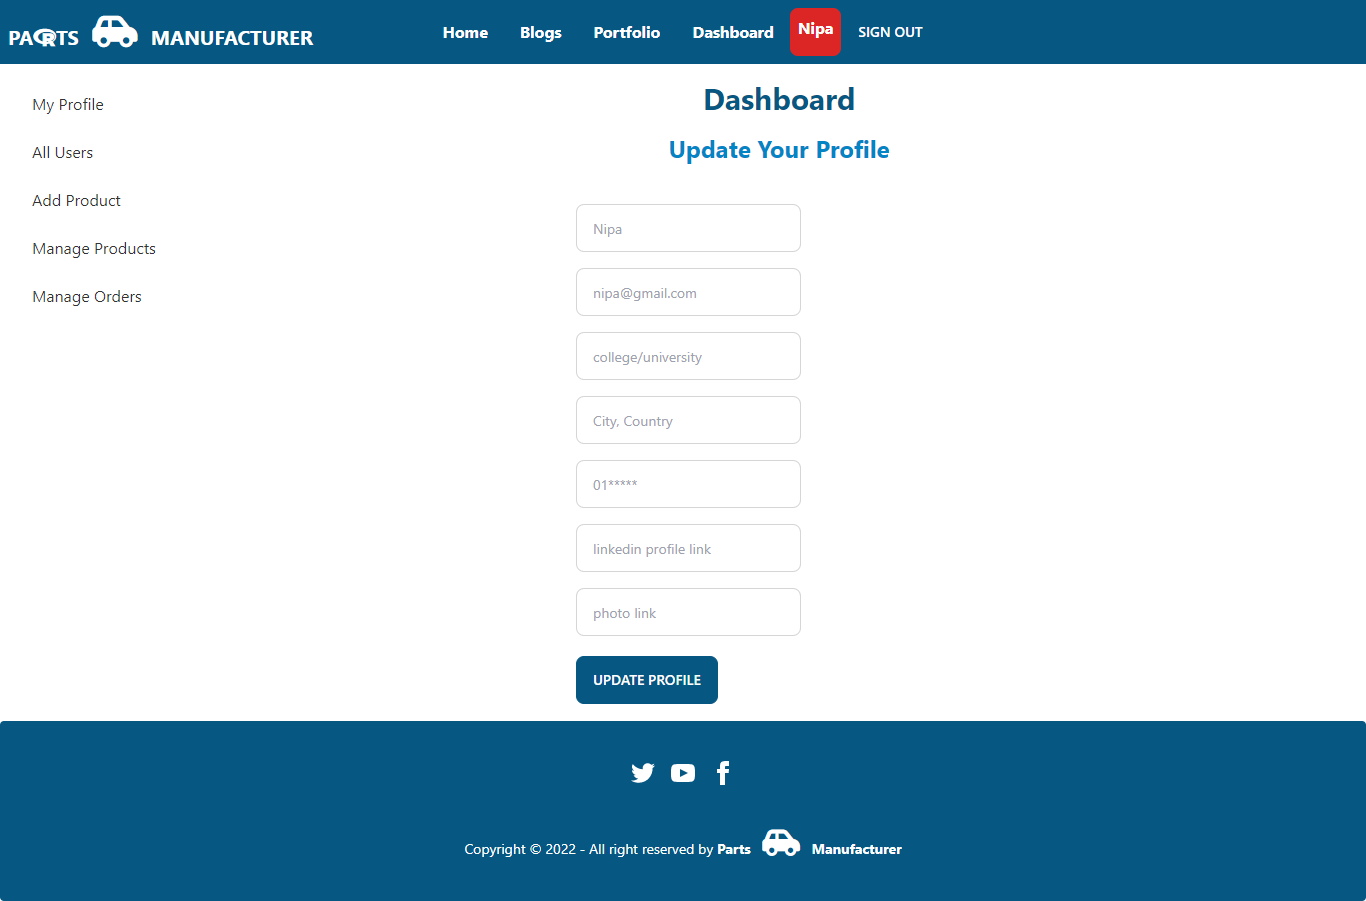 PARTS MANUFACTURER
Home Blogs Portfolio Dashboard Nipa SIGN OUT
My Profile
All Users
Add Product
Manage Products
Manage Orders
Dashboard
Update Your Profile
Nipa
nipa@gmail.com
college/university
City, Country
01*****
linkedin profile link
photo link
UPDATE PROFILE
Copyright © 2022 - All right reserved by Parts Manufacturer